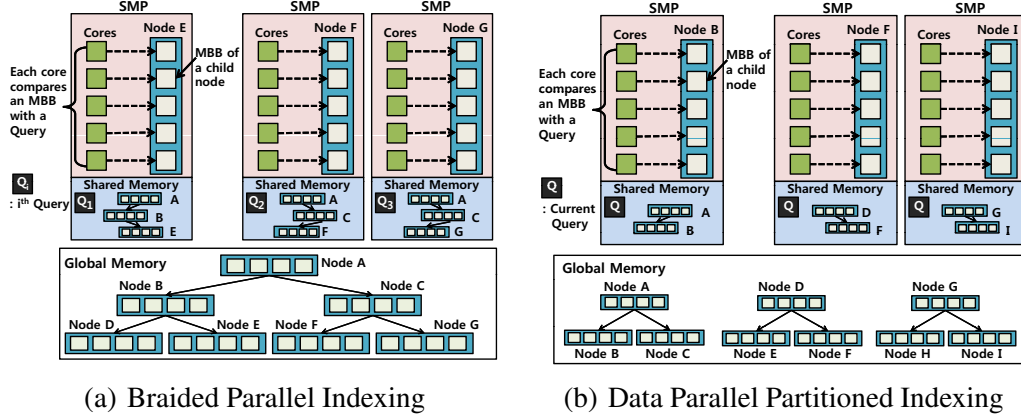 SMP
SMP
SMP
Cores
Node E
Cores
Node F
Cores
Node G
MBB of
a child
node
Each core
compares
an MBB
with a
Query
Qi
: ith Query
Shared Memory
Q1
A
B
E
Shared Memory
Q2
A
C
F
Shared Memory
Q3
A
C
G
Global Memory
Node A
Node B
Node C
Node D
Node E
Node F
Node G
(a) Braided Parallel Indexing
SMP
SMP
SMP
Cores
Node B
Cores
Node F
Cores
Node I
MBB of
a child
node
Each core
compares
an MBB
with a
Query
Q
: Current
Query
Shared Memory
Q
A
B
Shared Memory
Q
D
F
Shared Memory
Q
G
I
Global Memory
Node A
Node D
Node G
Node B
Node C
Node E
Node F
Node H
Node I
(b) Data Parallel Partitioned Indexing